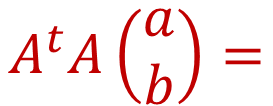 AᵗA(a b) =